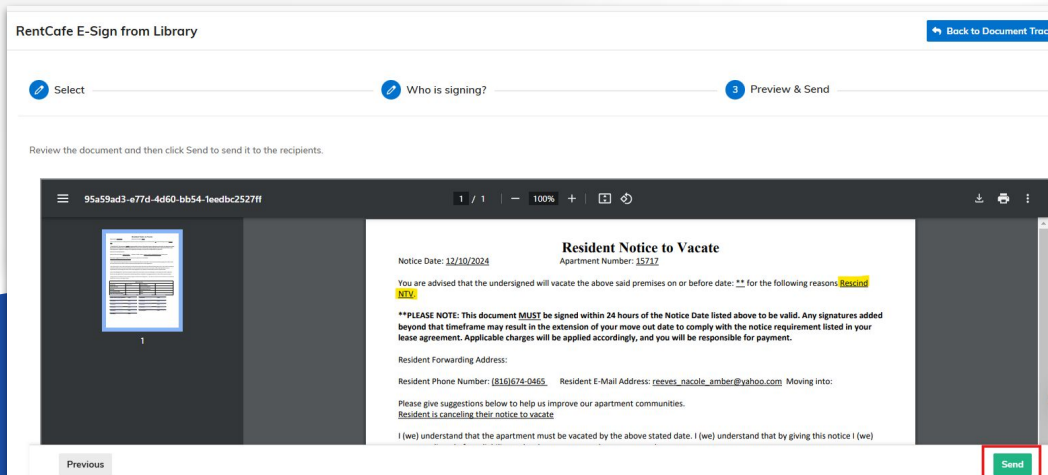 RentCafe E-Sign from Library
Back to Document Trac
Select
Who is signing?
3 Preview & Send
Review the document and then click Send to send it to the recipients.
95a59ad3-e77d-4d60-bb54-1eedbc2527ff
1 / 1
100%
1
Resident Notice to Vacate
Notice Date: 12/10/2024 Apartment Number: 15717
You are advised that the undersigned will vacate the above said premises on or before date: ** for the following reasons Rescind
NTV.
**PLEASE NOTE: This document MUST be signed within 24 hours of the Notice Date listed above to be valid. Any signatures added
beyond that timeframe may result in the extension of your move out date to comply with the notice requirement listed in your
lease agreement. Applicable charges will be applied accordingly, and you will be responsible for payment.
Resident Forwarding Address:
Resident Phone Number: (816)674-0465 Resident E-Mail Address: reeves_nacole_amber@yahoo.com Moving into:
Please give suggestions below to help us improve our apartment communities.
Resident is canceling their notice to vacate
I (we) understand that the apartment must be vacated by the above stated date. I (we) understand that by giving this notice I (we)
Previous
Send